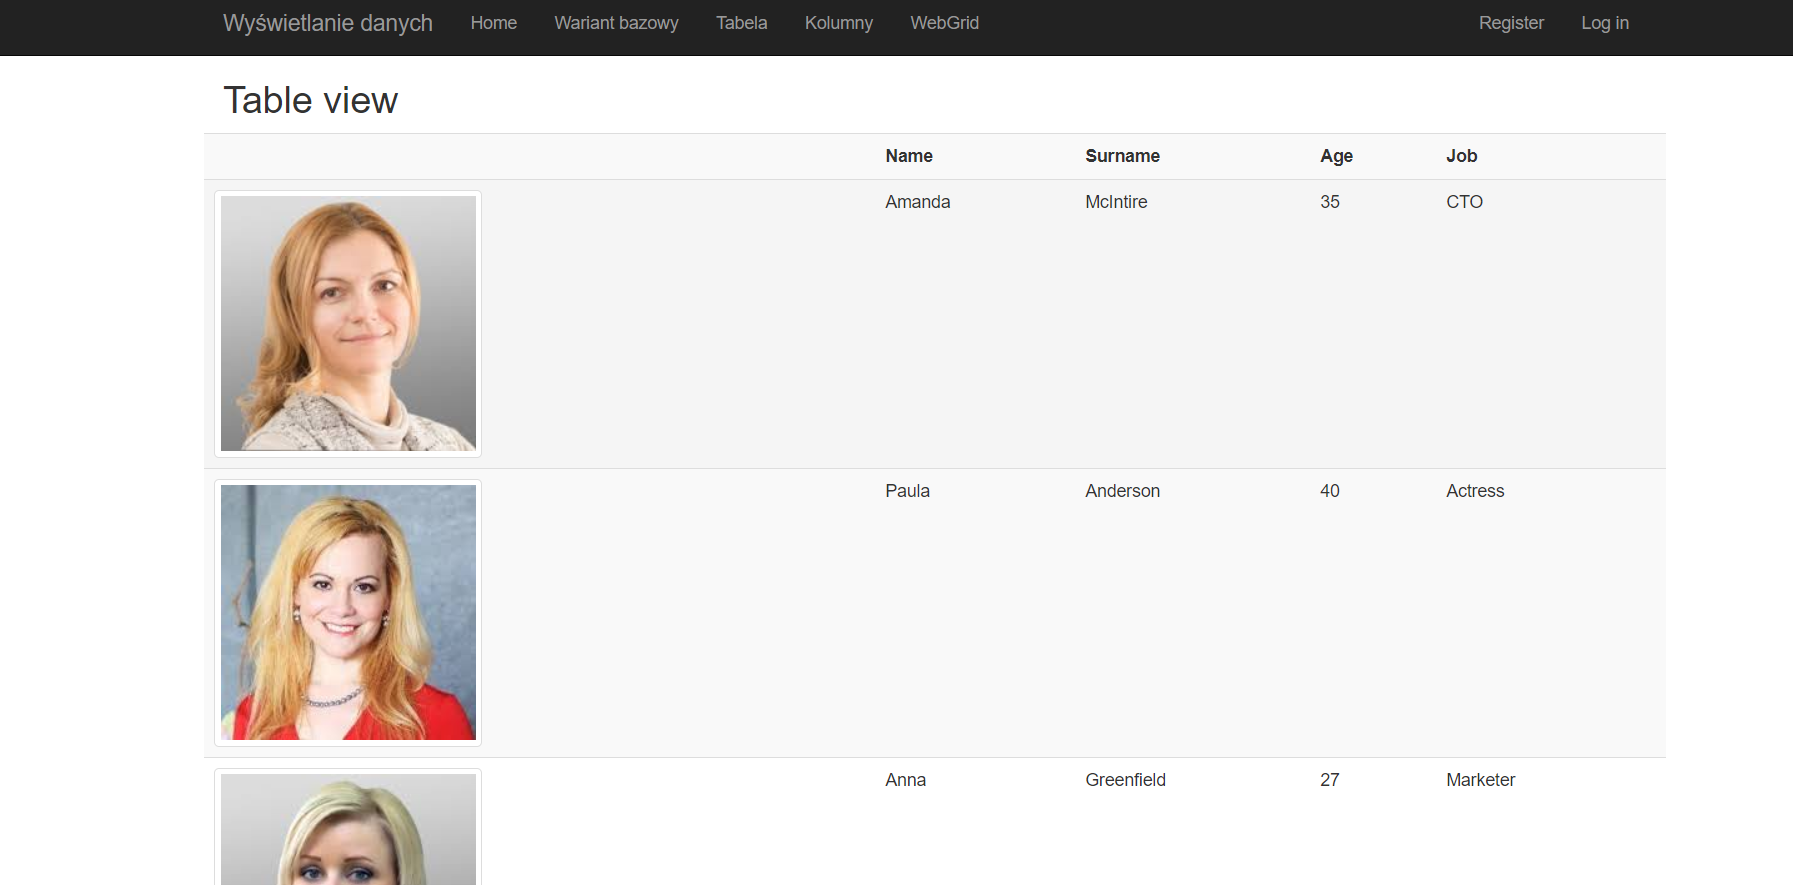 Wyświetlanie danych Home Wariant bazowy Tabela Kolumny WebGrid Register Log in
Table view
Name Surname Age Job
Amanda McIntire 35 CTO
Paula Anderson 40 Actress
Anna Greenfield 27 Marketer